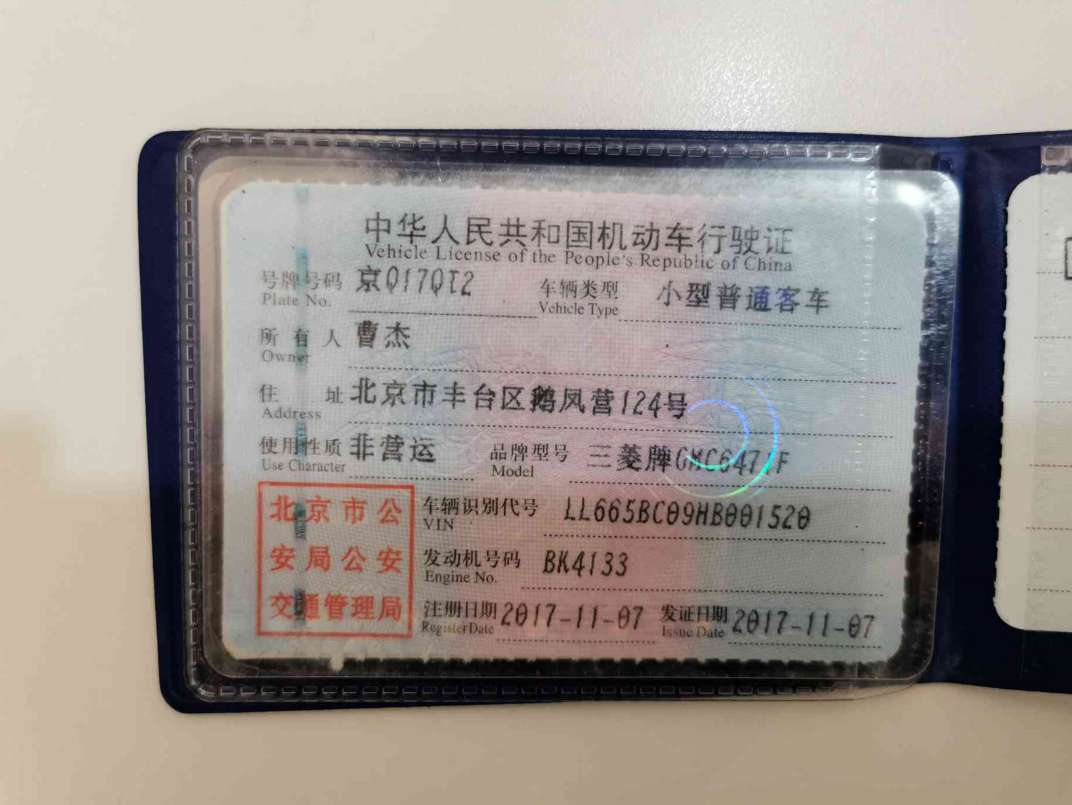 中华人民共和国机动车行驶证
Vehicle License of the People's Republic of China
号牌号码 京Q17QT2 车辆类型 小型普通客车
Plate No. Vehicle Type
所有人 曹杰
Owner
住址 北京市丰台区鹅凤营124号
Address
使用性质 非营运 品牌型号 三菱牌
Use Character Model
北京市公 车辆识别代号 LL665BC09HB001520
VIN
安局公安 发动机号码 BK4133
Engine No.
交通管理局 注册日期 2017-11-07 发证日期 2017-11-07
Register Date Issue Date